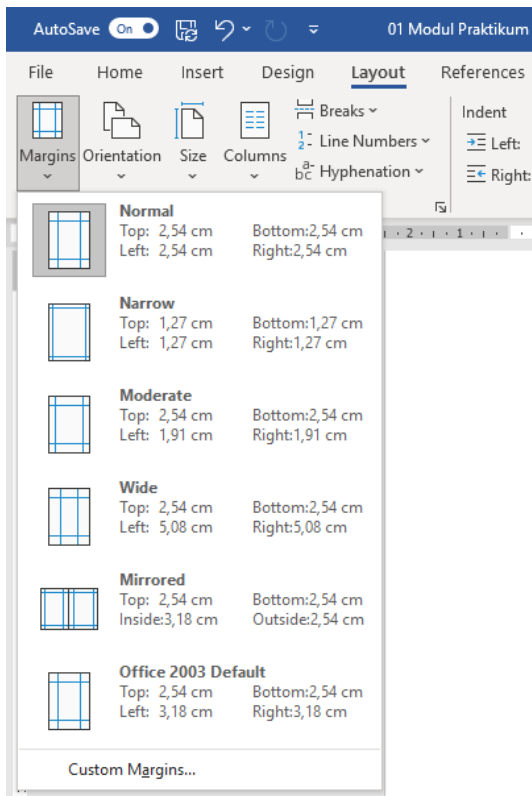 AutoSave On 01 Modul Praktikum
File Home Insert Design Layout References
Margins Orientation Size Columns
Breaks
Line Numbers
Hyphenation
Indent
Left:
Right:
2 1
Normal
Top: 2,54 cm Bottom:2,54 cm
Left: 2,54 cm Right:2,54 cm
Narrow
Top: 1,27 cm Bottom:1,27 cm
Left: 1,27 cm Right:1,27 cm
Moderate
Top: 2,54 cm Bottom:2,54 cm
Left: 1,91 cm Right:1,91 cm
Wide
Top: 2,54 cm Bottom:2,54 cm
Left: 5,08 cm Right:5,08 cm
Mirrored
Top: 2,54 cm Bottom:2,54 cm
Inside:3,18 cm Outside:2,54 cm
Office 2003 Default
Top: 2,54 cm Bottom:2,54 cm
Left: 3,18 cm Right:3,18 cm
Custom Margins...